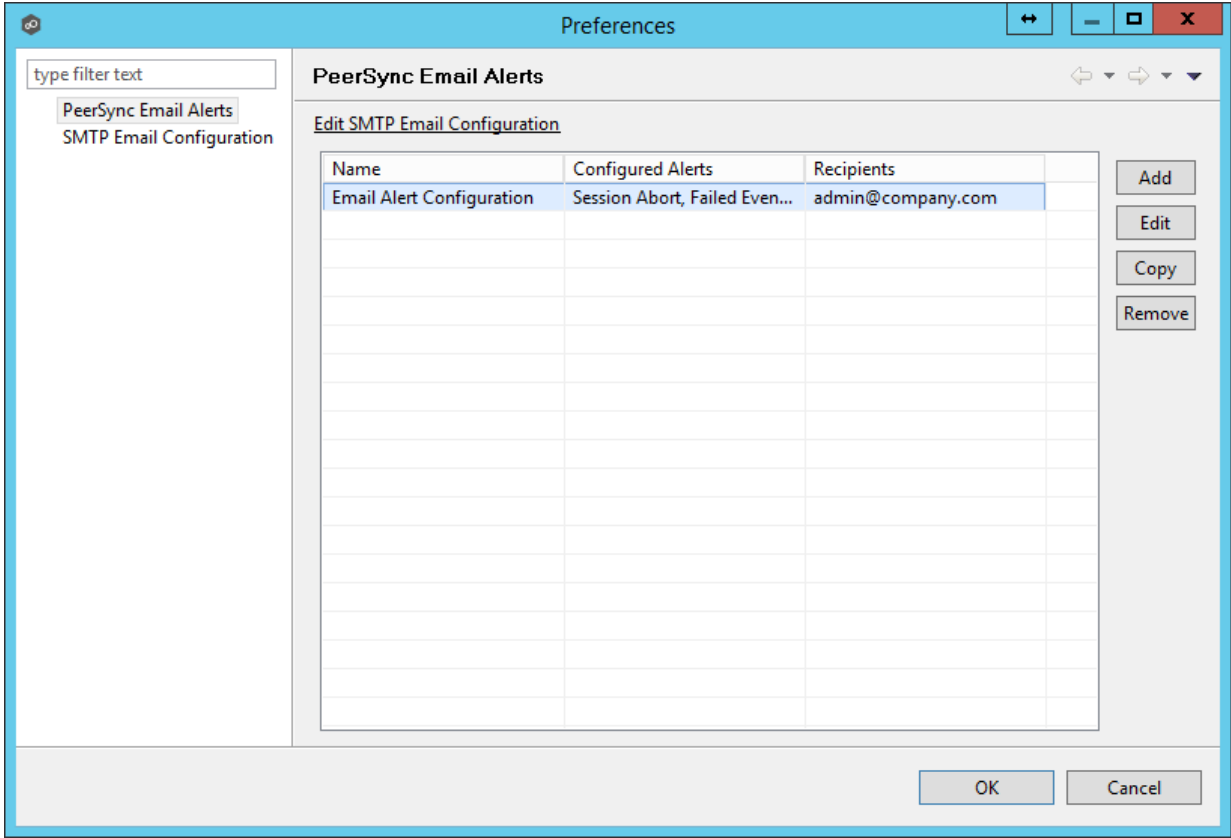 Preferences
type filter text
PeerSync Email Alerts
SMTP Email Configuration
PeerSync Email Alerts
Edit SMTP Email Configuration
Name Configured Alerts Recipients
Email Alert Configuration Session Abort, Failed Even... admin@company.com
Add
Edit
Copy
Remove
OK Cancel